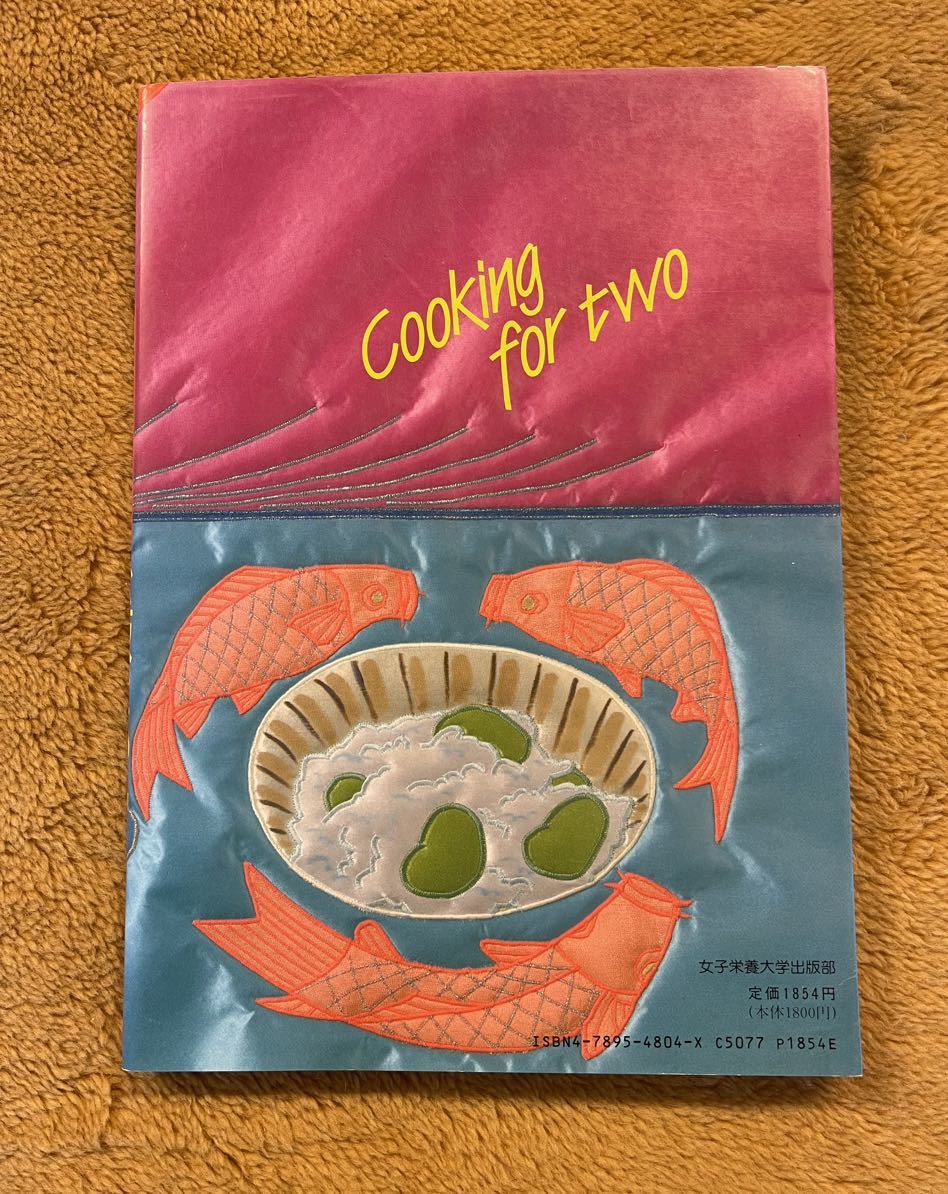 Cooking
for two
女子栄養大学出版部
定価1854円
(本体1800円)
ISBN4-7895-4804-X C5077 P1854E